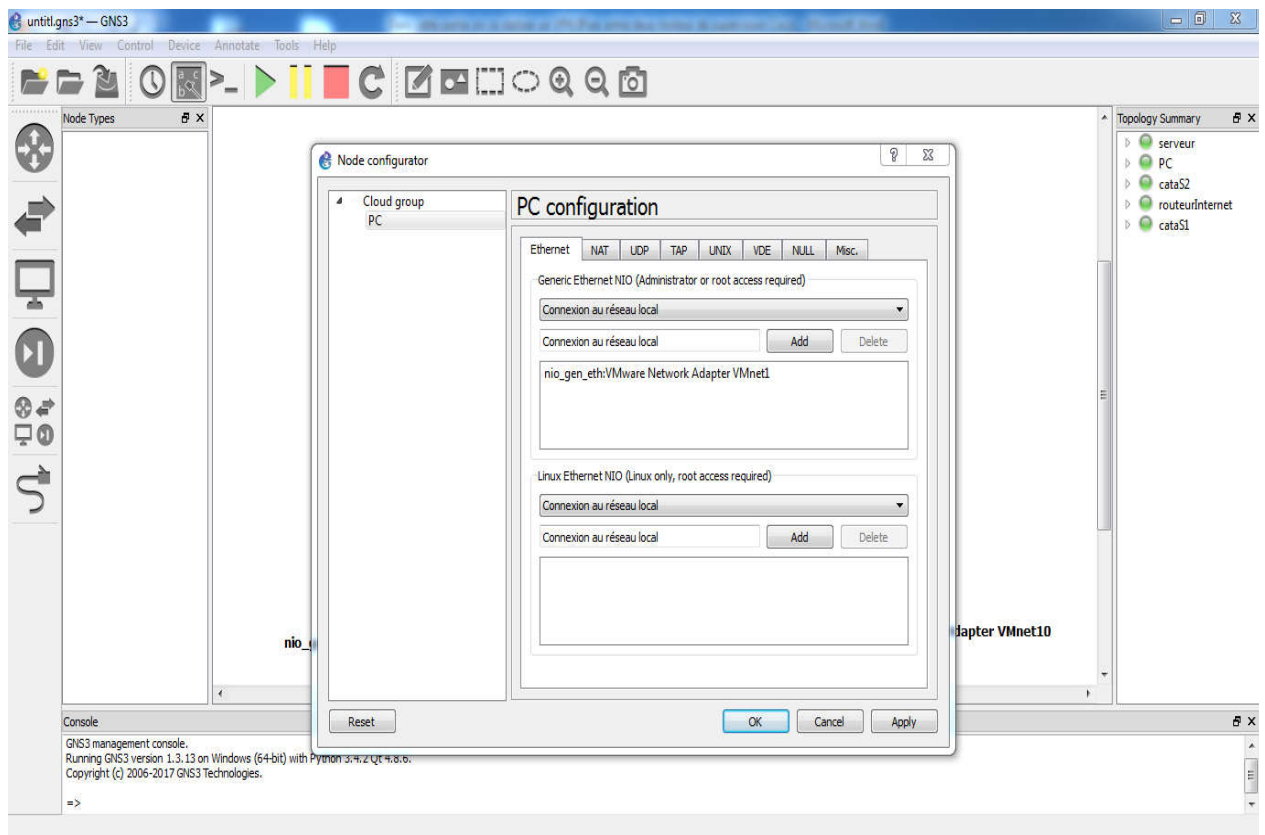 untitl.gns3* — GNS3
File Edit View Control Device Annotate Tools Help
Node Types
Topology Summary
serveur
PC
cataS2
routeurInternet
cataS1
Node configurator
Cloud group
PC
PC configuration
Ethernet NAT UDP TAP UNIX VDE NULL Misc.
Generic Ethernet NIO (Administrator or root access required)
Connexion au réseau local
Connexion au réseau local Add Delete
nio_gen_eth:VMware Network Adapter VMnet1
Linux Ethernet NIO (Linux only, root access required)
Connexion au réseau local
Connexion au réseau local Add Delete
VMnet10
Reset OK Cancel Apply
Console
GNS3 management console.
Running GNS3 version 1.3.13 on Windows (64-bit) with Python 3.4.2 Qt 4.8.6.
Copyright (c) 2006-2017 GNS3 Technologies.
=>